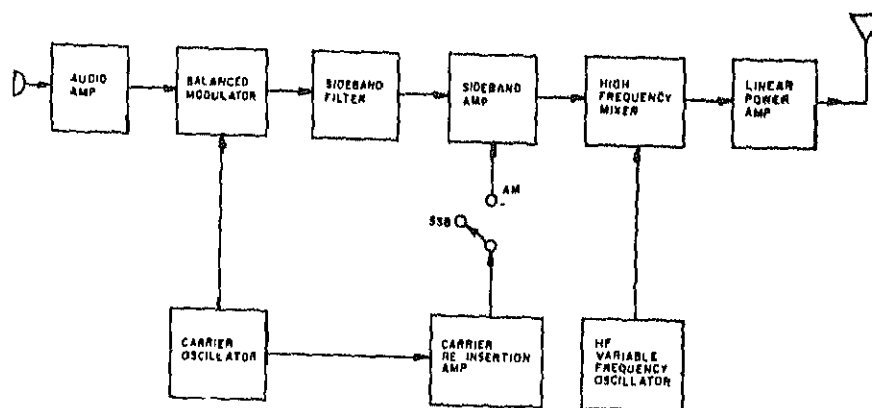 AUDIO
AMP
BALANCED
MODULATOR
SIDEBAND
FILTER
SIDEBAND
AMP
HIGH
FREQUENCY
MIXER
LINEAR
POWER
AMP
AM
SSB
CARRIER
OSCILLATOR
CARRIER
RE INSERTION
AMP
HF
VARIABLE
FREQUENCY
OSCILLATOR